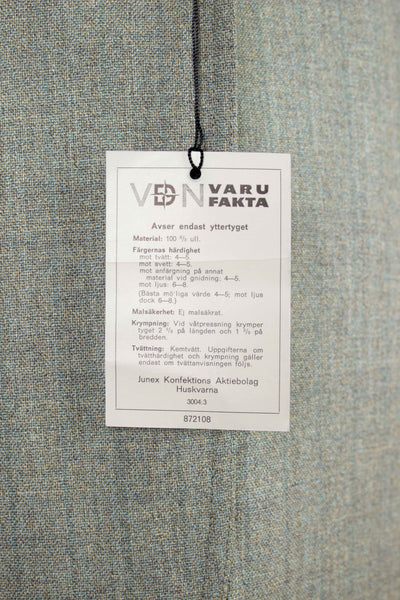 VDN VARU
FAKTA
Avser endast yttertyget
Material: 100 % ull.
Färgernas härdighet
mot tvätt: 4—5.
mot svett: 4—5.
mot anfärgning på annat
material vid gnidning: 4—5.
mot ljus: 6—8.
(Bästa möjliga värde 4—5; mot ljus
dock 6—8.)
Malsäkerhet: Ej malsäkrat.
Krympning: Vid våtpressning krymper
tyget 2 % på längden och 1 % på
bredden.
Tvättning: Kemtvätt. Uppgifterna om
tvätthärdighet och krympning gäller
endast om tvättanvisningen följs.
Junex Konfektions Aktiebolag
Huskvarna
3004:3
872108